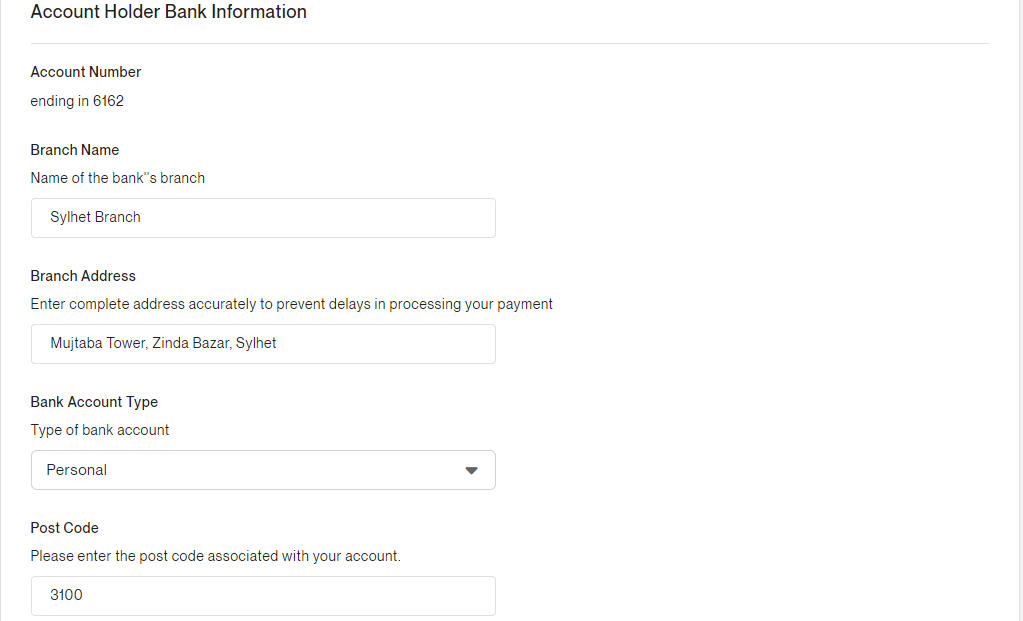 Account Holder Bank Information
Account Number
ending in 6162
Branch Name
Name of the bank''s branch
Sylhet Branch
Branch Address
Enter complete address accurately to prevent delays in processing your payment
Mujtaba Tower, Zinda Bazar, Sylhet
Bank Account Type
Type of bank account
Personal
Post Code
Please enter the post code associated with your account.
3100